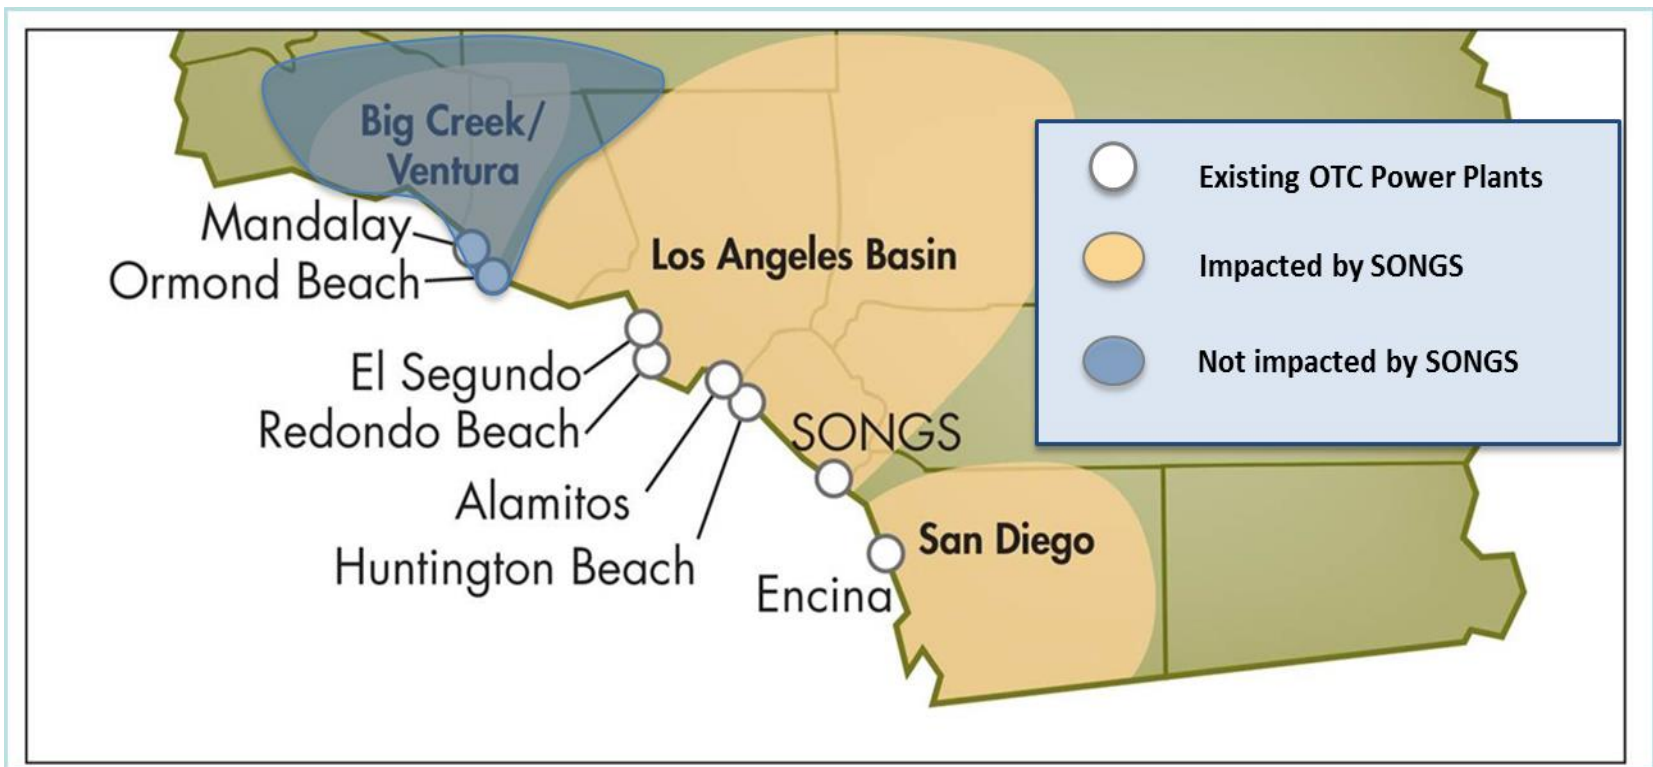 Big Creek/
Ventura
Mandalay
Ormond Beach
Los Angeles Basin
El Segundo
Redondo Beach
Alamitos
Huntington Beach
SONGS
San Diego
Encina
Existing OTC Power Plants
Impacted by SONGS
Not impacted by SONGS